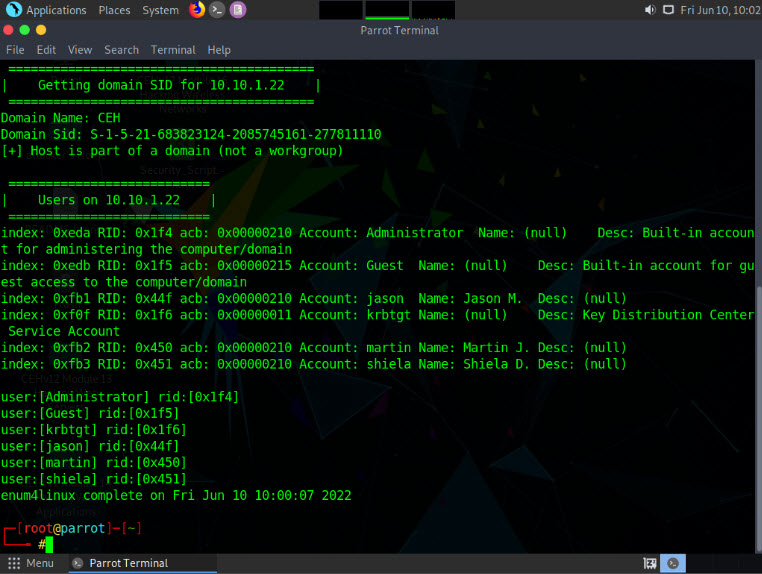 Applications Places System Fri Jun 10, 10:02
Parrot Terminal
File Edit View Search Terminal Help
==========================================
| Getting domain SID for 10.10.1.22 |
==========================================
Domain Name: CEH
Domain Sid: S-1-5-21-683823124-2085745161-277811110
[+] Host is part of a domain (not a workgroup)
===========================
| Users on 10.10.1.22 |
===========================
index: 0xeda RID: 0x1f4 acb: 0x00000210 Account: Administrator Name: (null) Desc: Built-in accoun
t for administering the computer/domain
index: 0xedb RID: 0x1f5 acb: 0x00000215 Account: Guest Name: (null) Desc: Built-in account for gu
est access to the computer/domain
index: 0xfb1 RID: 0x44f acb: 0x00000210 Account: jason Name: Jason M. Desc: (null)
index: 0xf0f RID: 0x1f6 acb: 0x00000011 Account: krbtgt Name: (null) Desc: Key Distribution Center
Service Account
index: 0xfb2 RID: 0x450 acb: 0x00000210 Account: martin Name: Martin J. Desc: (null)
index: 0xfb3 RID: 0x451 acb: 0x00000210 Account: shiela Name: Shiela D. Desc: (null)
user:[Administrator] rid:[0x1f4]
user:[Guest] rid:[0x1f5]
user:[krbtgt] rid:[0x1f6]
user:[jason] rid:[0x44f]
user:[martin] rid:[0x450]
user:[shiela] rid:[0x451]
enum4linux complete on Fri Jun 10 10:00:07 2022
[root@parrot]-[~]
#
Menu Parrot Terminal